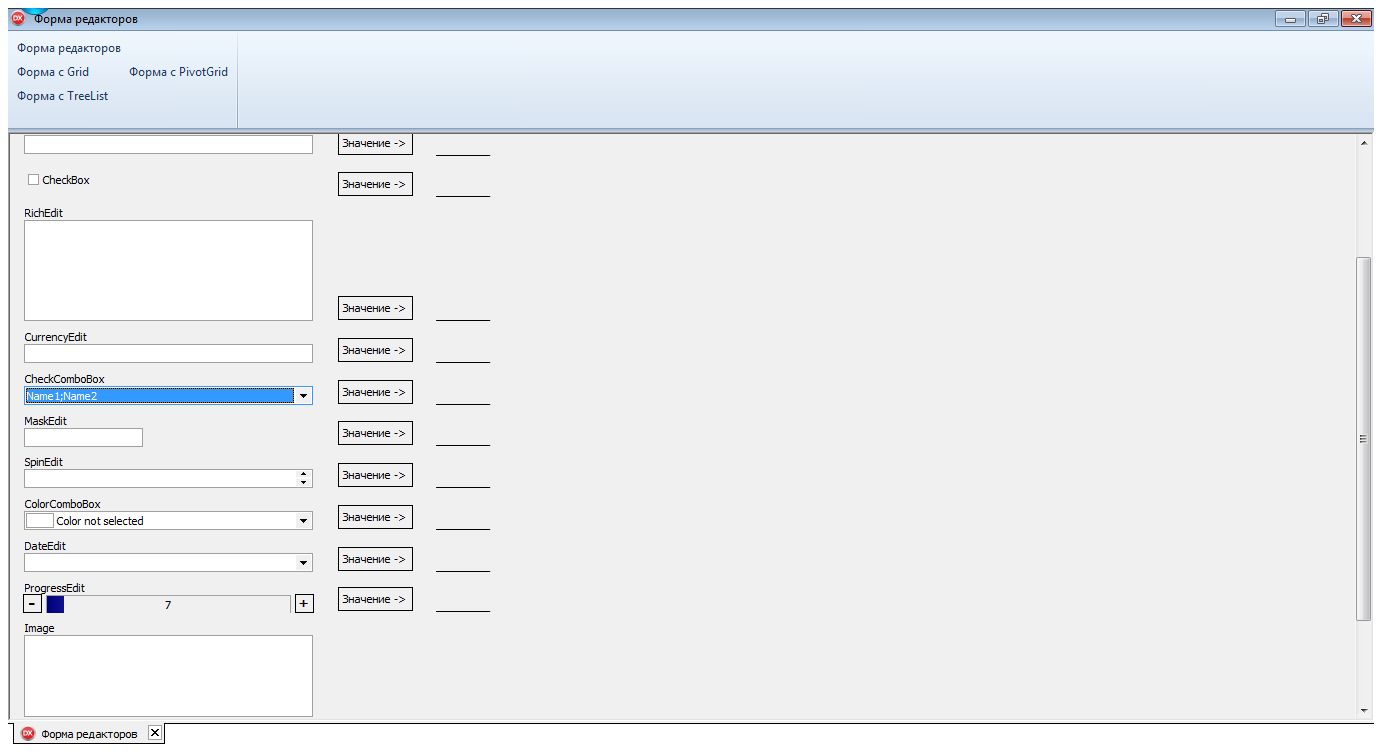 Форма редакторов
Форма редакторов
Форма с Grid Форма с PivotGrid
Форма с TreeList
Значение ->
CheckBox Значение ->
RichEdit
Значение ->
CurrencyEdit
Значение ->
CheckComboBox
Name1;Name2 Значение ->
MaskEdit
Значение ->
SpinEdit
Значение ->
ColorComboBox
Color not selected Значение ->
DateEdit
Значение ->
ProgressEdit
- 7 + Значение ->
Image
DX Форма редакторов